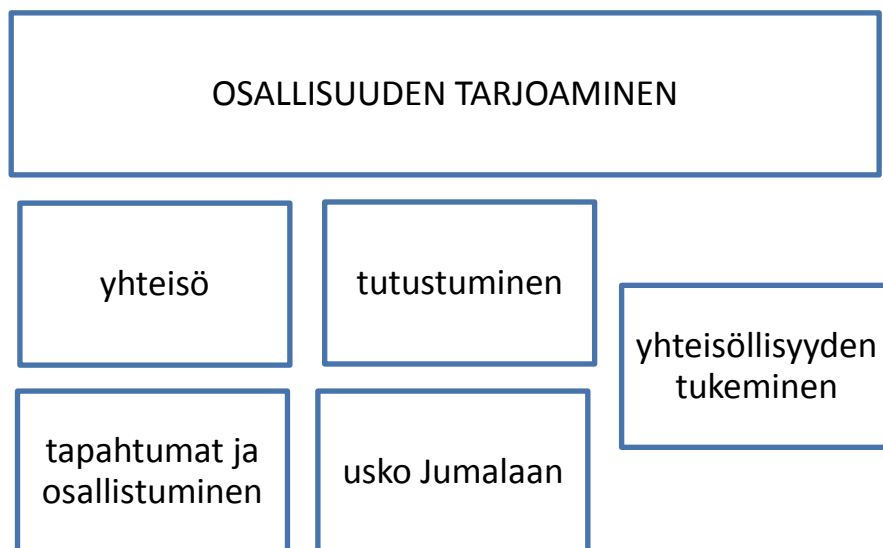 OSALLISUUDEN TARJOAMINEN
yhteisö
tutustuminen
yhteisöllisyyden
tukeminen
tapahtumat ja
osallistuminen
usko Jumalaan